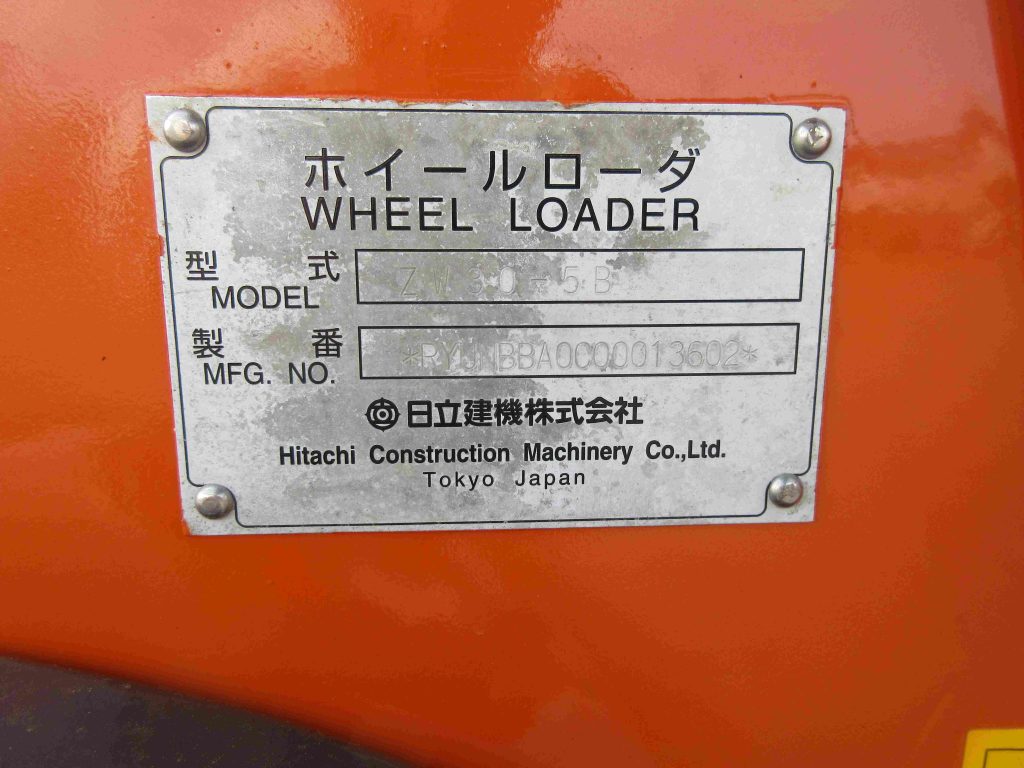 ホイールローダ
WHEEL LOADER
型式 ZW30-5B
MODEL
製番
MFG. NO.
日立建機株式会社
Hitachi Construction Machinery Co.,Ltd.
Tokyo Japan